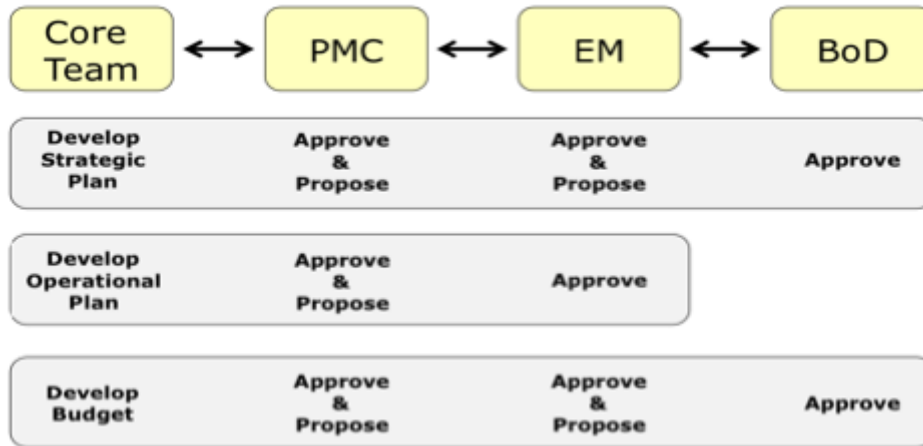 Core
Team
PMC
EM
BoD
Develop
Strategic
Plan
Approve
&
Propose
Approve
&
Propose
Approve
Develop
Operational
Plan
Approve
&
Propose
Approve
Develop
Budget
Approve
&
Propose
Approve
&
Propose
Approve